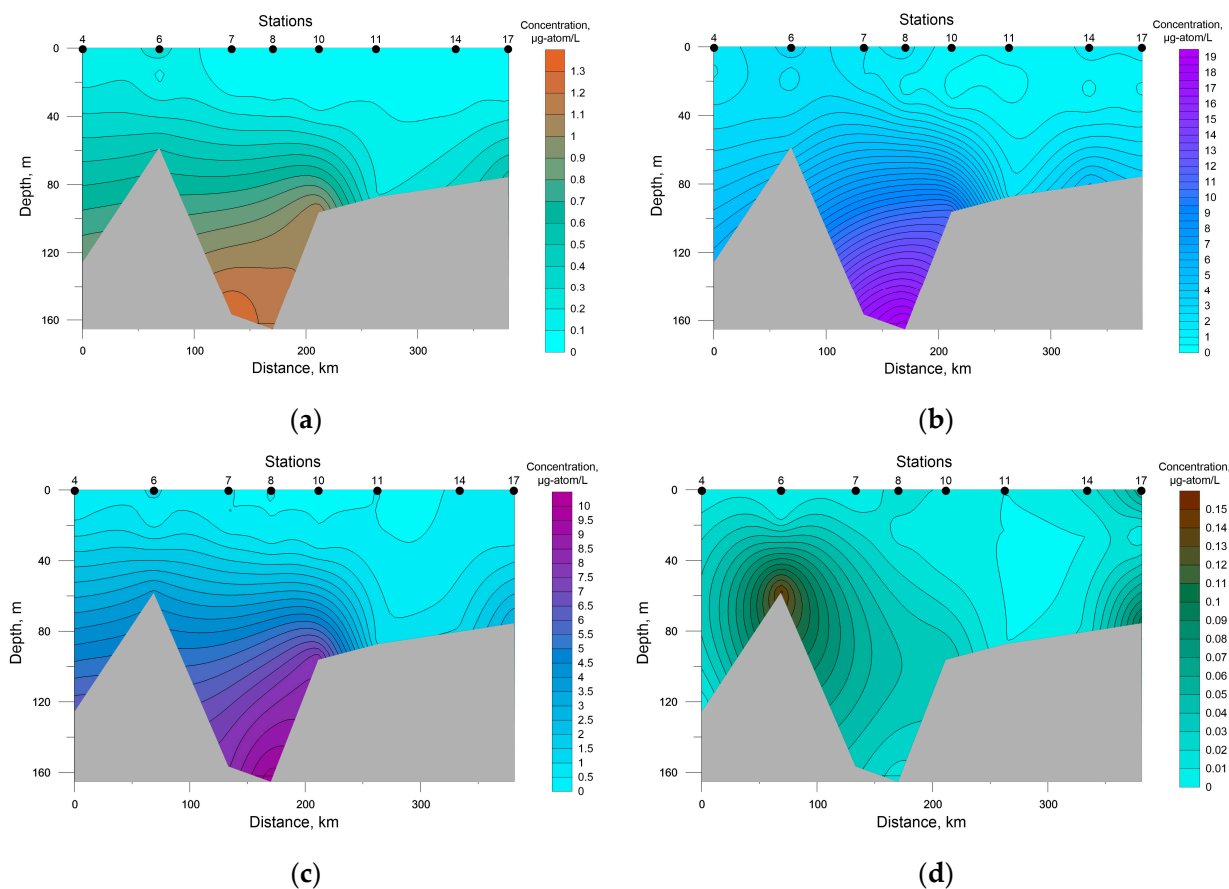 Stations
4 6 7 8 10 11 14 17
Concentration,
µg-atom/L
0
40
80
120
160
Depth, m
0 100 200 300
Distance, km
1.3
1.2
1.1
1
0.9
0.8
0.7
0.6
0.5
0.4
0.3
0.2
0.1
0
(a)
Stations
4 6 7 8 10 11 14 17
Concentration,
µg-atom/L
0
40
80
120
160
Depth, m
0 100 200 300
Distance, km
19
18
17
16
15
14
13
12
11
10
9
8
7
6
5
4
3
2
1
0
(b)
Stations
4 6 7 8 10 11 14 17
Concentration,
µg-atom/L
0
40
80
120
160
Depth, m
0 100 200 300
Distance, km
10
9.5
9
8.5
8
7.5
7
6.5
6
5.5
5
4.5
4
3.5
3
2.5
2
1.5
1
0.5
0
(c)
Stations
4 6 7 8 10 11 14 17
Concentration,
µg-atom/L
0
40
80
120
160
Depth, m
0 100 200 300
Distance, km
0.15
0.14
0.13
0.12
0.11
0.1
0.09
0.08
0.07
0.06
0.05
0.04
0.03
0.02
0.01
0
(d)